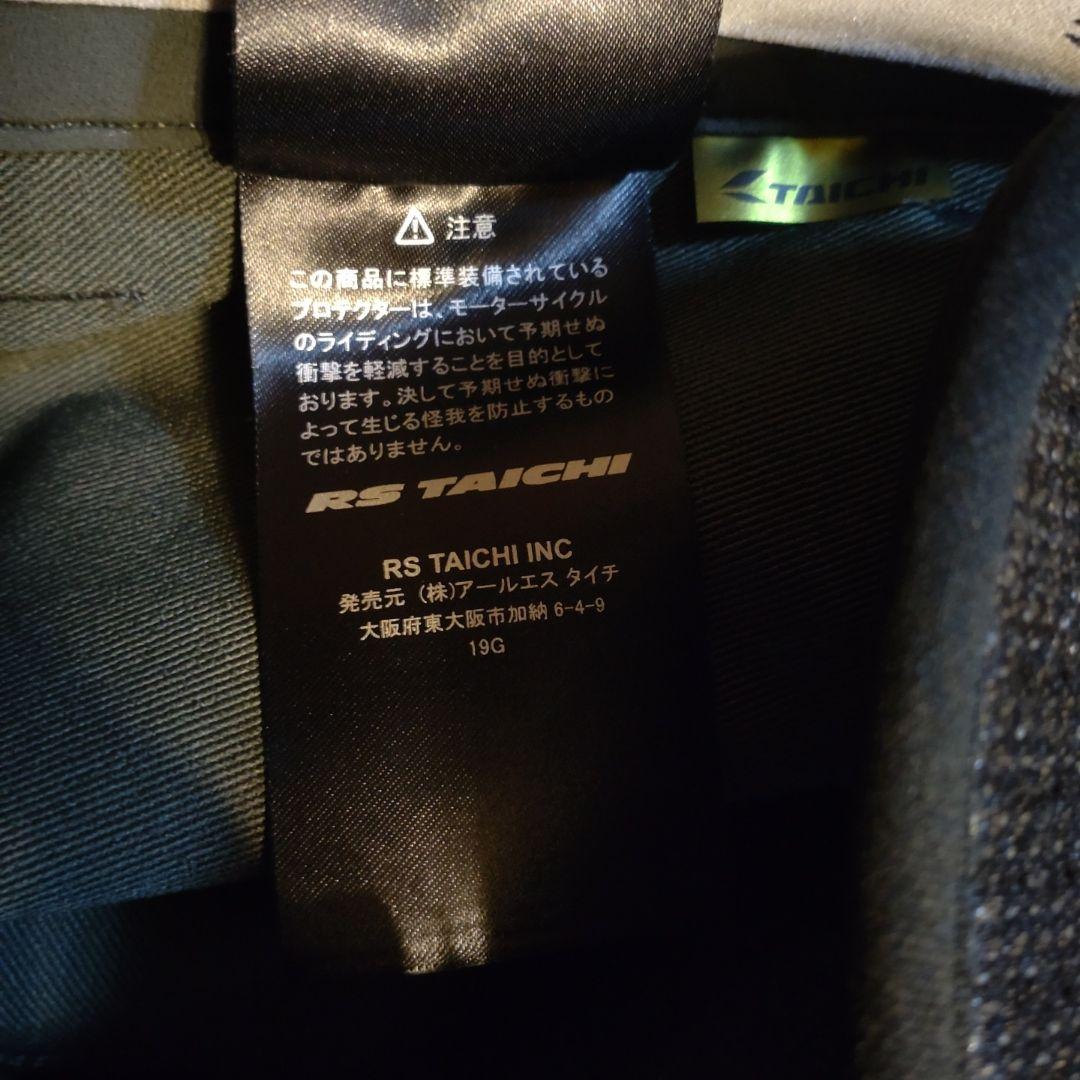 TAICHI
注意
この商品に標準装備されている
プロテクターは、モーターサイクル
のライディングにおいて予期せぬ
衝撃を軽減することを目的として
おります。決して予期せぬ衝撃に
よって生じる怪我を防止するもの
ではありません。
RS TAICHI
RS TAICHI INC
発売元 (株)アールエス タイチ
大阪府東大阪市加納 6-4-9
19G